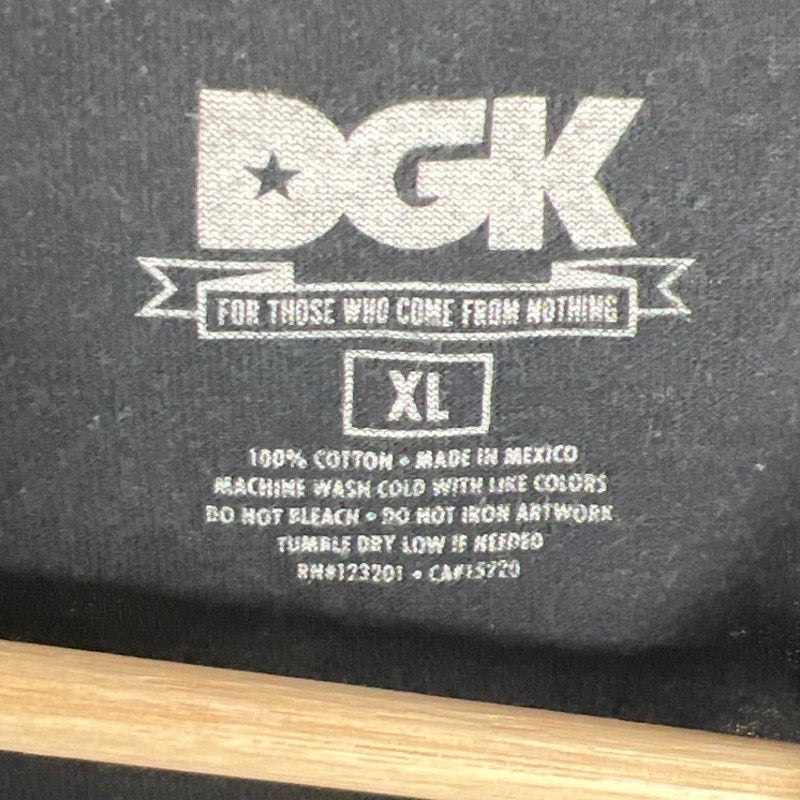 DGK
FOR THOSE WHO COME FROM NOTHING
XL
100% COTTON • MADE IN MEXICO
MACHINE WASH COLD WITH LIKE COLORS
DO NOT BLEACH • DO NOT IRON ARTWORK
TUMBLE DRY LOW IF NEEDED
RN#123201 • CA#15720